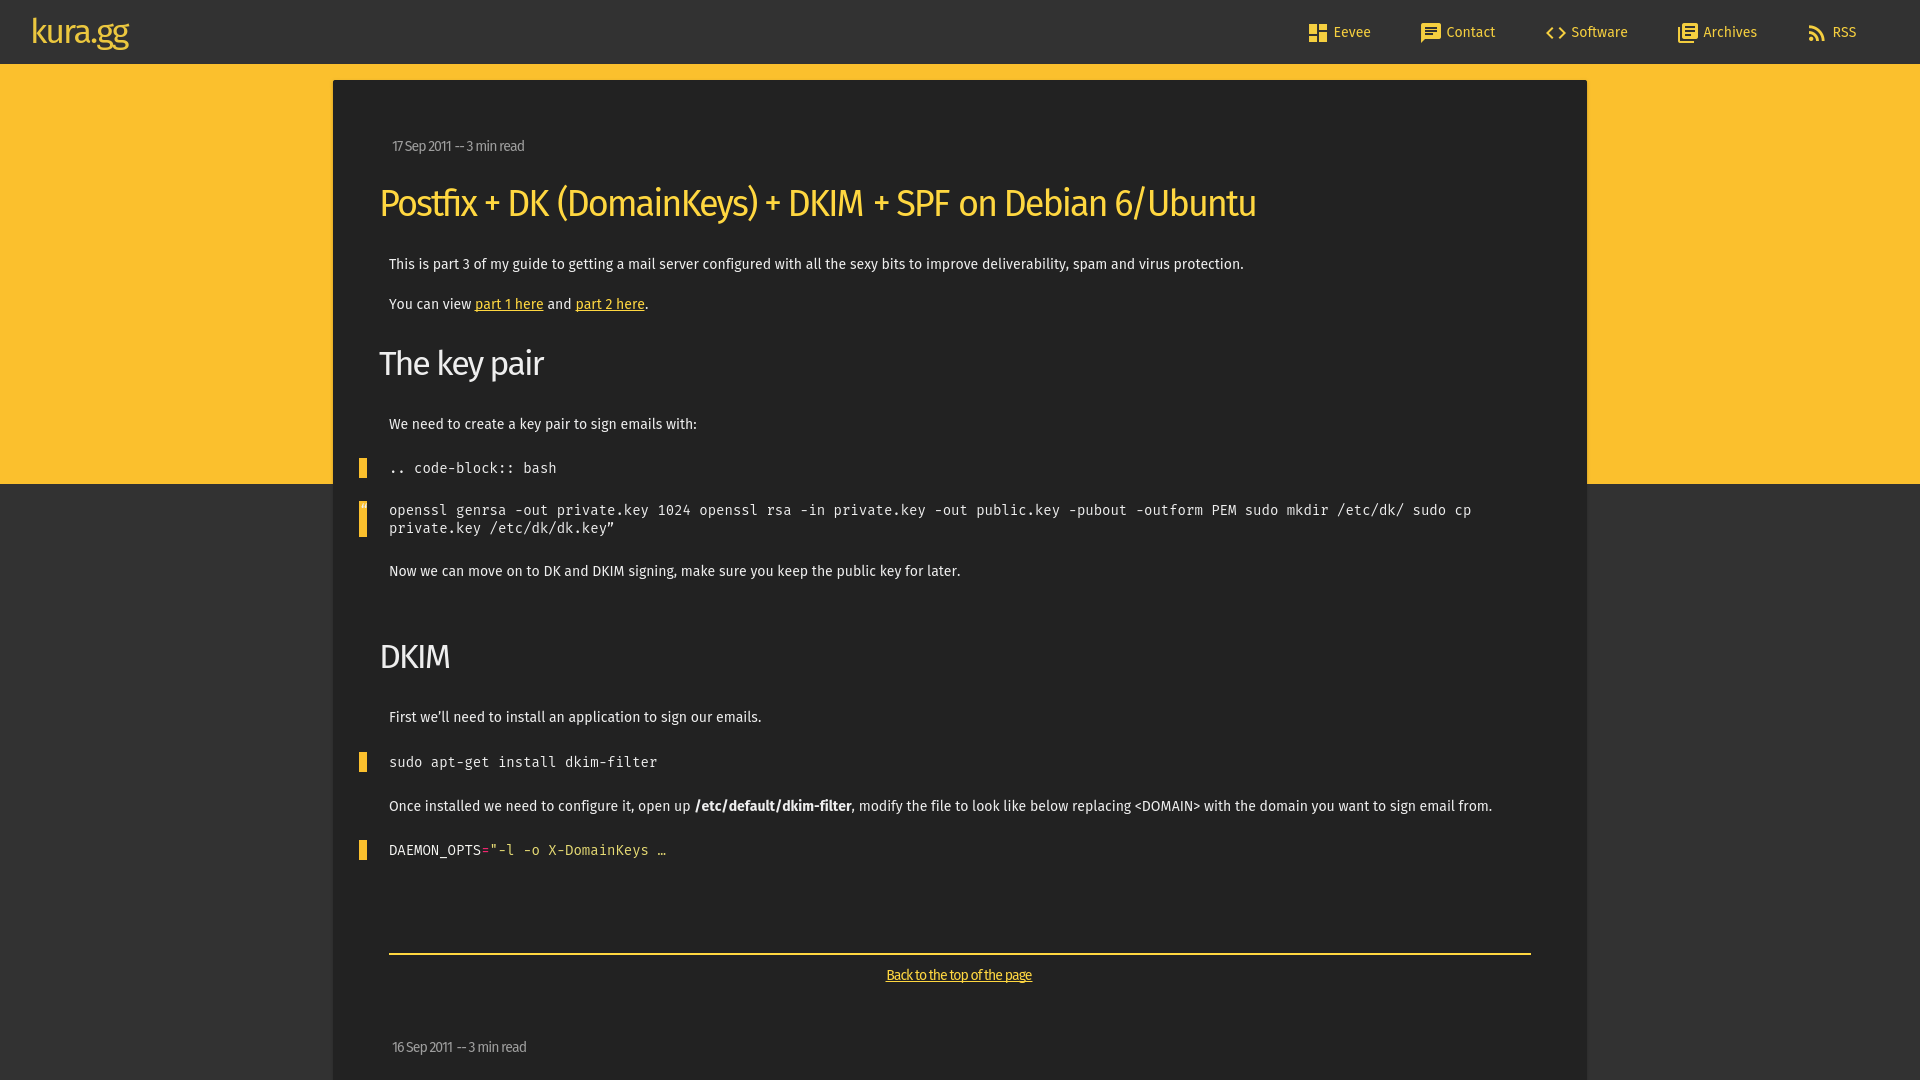 kura.gg
Eevee
Contact
Software
Archives
RSS
17 Sep 2011 -- 3 min read
Postfix + DK (DomainKeys) + DKIM + SPF on Debian 6/Ubuntu
This is part 3 of my guide to getting a mail server configured with all the sexy bits to improve deliverability, spam and virus protection.
You can view part 1 here and part 2 here.
The key pair
We need to create a key pair to sign emails with:
.. code-block:: bash
“
openssl genrsa -out private.key 1024 openssl rsa -in private.key -out public.key -pubout -outform PEM sudo mkdir /etc/dk/ sudo cp
private.key /etc/dk/dk.key”
Now we can move on to DK and DKIM signing, make sure you keep the public key for later.
DKIM
First we’ll need to install an application to sign our emails.
sudo apt-get install dkim-filter
Once installed we need to configure it, open up /etc/default/dkim-filter, modify the file to look like below replacing <DOMAIN> with the domain you want to sign email from.
DAEMON_OPTS="-l -o X-DomainKeys …
Back to the top of the page
16 Sep 2011 -- 3 min read